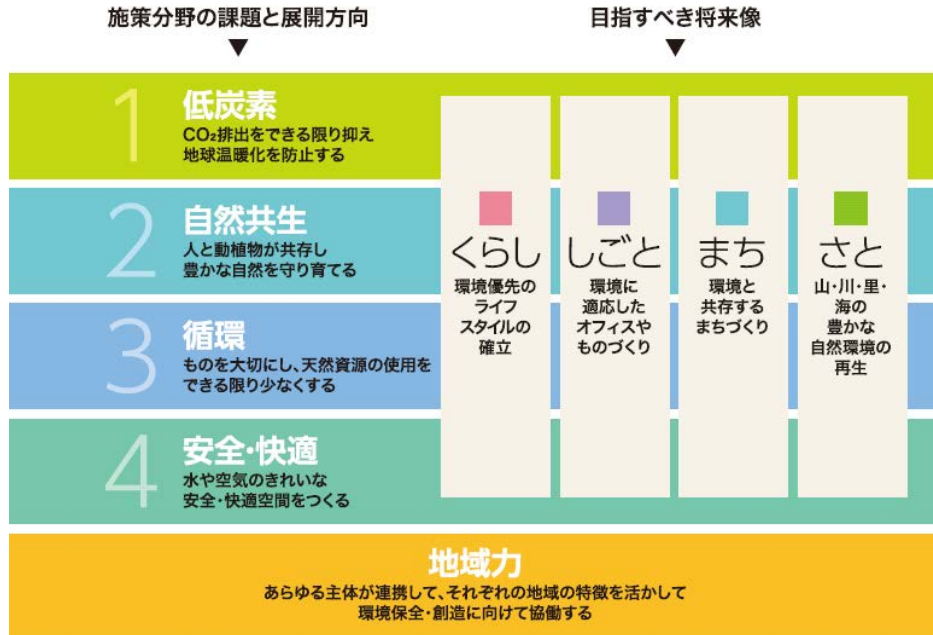 施策分野の課題と展開方向
▼
目指すべき将来像
▼
1
低炭素
CO₂排出をできる限り抑え
地球温暖化を防止する
2
自然共生
人と動植物が共存し
豊かな自然を守り育てる
3
循環
ものを大切にし、天然資源の使用を
できる限り少なくする
4
安全・快適
水や空気のきれいな
安全・快適空間をつくる
くらし
環境優先の
ライフ
スタイルの
確立
しごと
環境に
適応した
オフィスや
ものづくり
まち
環境と
共存する
まちづくり
さと
山・川・里・
海の
豊かな
自然環境の
再生
地域力
あらゆる主体が連携して、それぞれの地域の特徴を活かして
環境保全・創造に向けて協働する